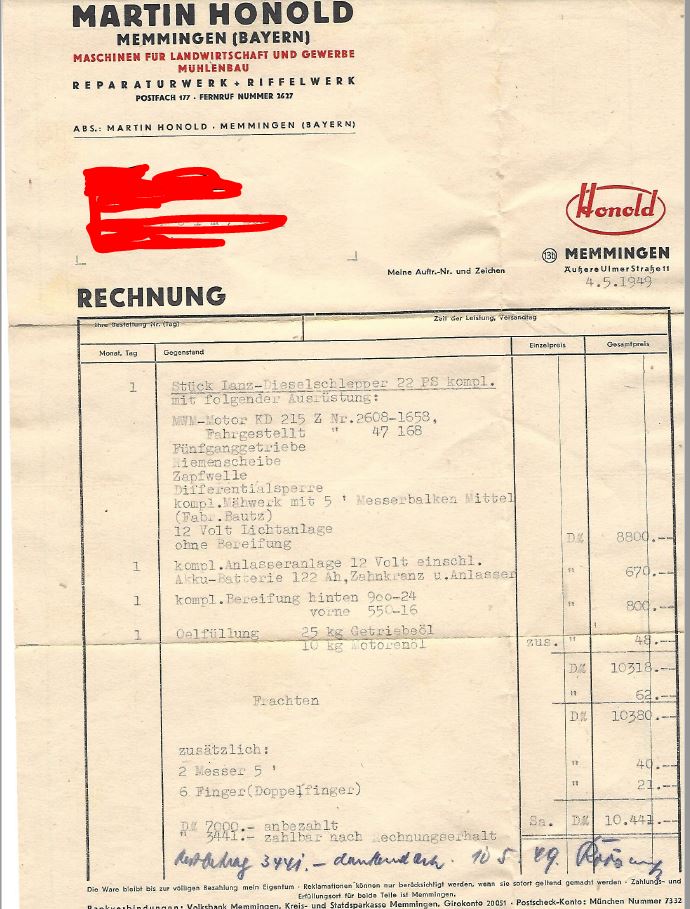 MARTIN HONOLD
MEMMINGEN (BAYERN)
MASCHINEN FÜR LANDWIRTSCHAFT UND GEWERBE
MÜHLENBAU
REPARATURWERK + RIFFELWERK
POSTFACH 177 · FERNRUF NUMMER 2627
ABS.: MARTIN HONOLD · MEMMINGEN (BAYERN)
Honold
13b MEMMINGEN
Äußere Ulmer Straße 11
Meine Auftr.-Nr. und Zeichen
4.5.1949
RECHNUNG
Ihre Bestellung Nr. (Tag) Zeit der Leistung, Versandtag
Monat, Tag Gegenstand Einzelpreis Gesamtpreis
1 Stück Lanz-Dieselschlepper 22 PS kompl.
mit folgender Ausrüstung:
MWM-Motor KD 215 Z Nr.2608-1658,
Fahrgestell " 47 168
Fünfganggetriebe
Riemenscheibe
Zapfwelle
Differentialsperre
kompl.Mähwerk mit 5 ' Messerbalken Mittel
(Fabr.Bautz)
12 Volt Lichtanlage
ohne Bereifung DM 8800.--
1 kompl.Anlasseranlage 12 Volt einschl.
Akku-Batterie 122 Ah,Zahnkranz u.Anlasser " 670.--
1 kompl.Bereifung hinten 900-24
vorne 550-16 " 800.--
1 Oelfüllung 25 kg Getriebeöl
10 kg Motorenöl zus. " 48.--
DM 10318.--
Frachten " 62.--
DM 10380.--
zusätzlich:
2 Messer 5 ' " 40.--
6 Finger(Doppelfinger) " 21.--
DM 7000.- anbezahlt Sa. DM 10.441.--
" 3441.- zahlbar nach Rechnungserhalt
Restbetrag 3441.- dankend erh. 10.5.49.
Die Ware bleibt bis zur völligen Bezahlung mein Eigentum · Reklamationen können nur berücksichtigt werden, wenn sie sofort geltend gemacht werden · Zahlungs- und
Erfüllungsort für beide Teile ist Memmingen.
Bankverbindungen: Volksbank Memmingen, Kreis- und Stadtsparkasse Memmingen, Girokonto 20051 · Postscheck-Konto: München Nummer 7332